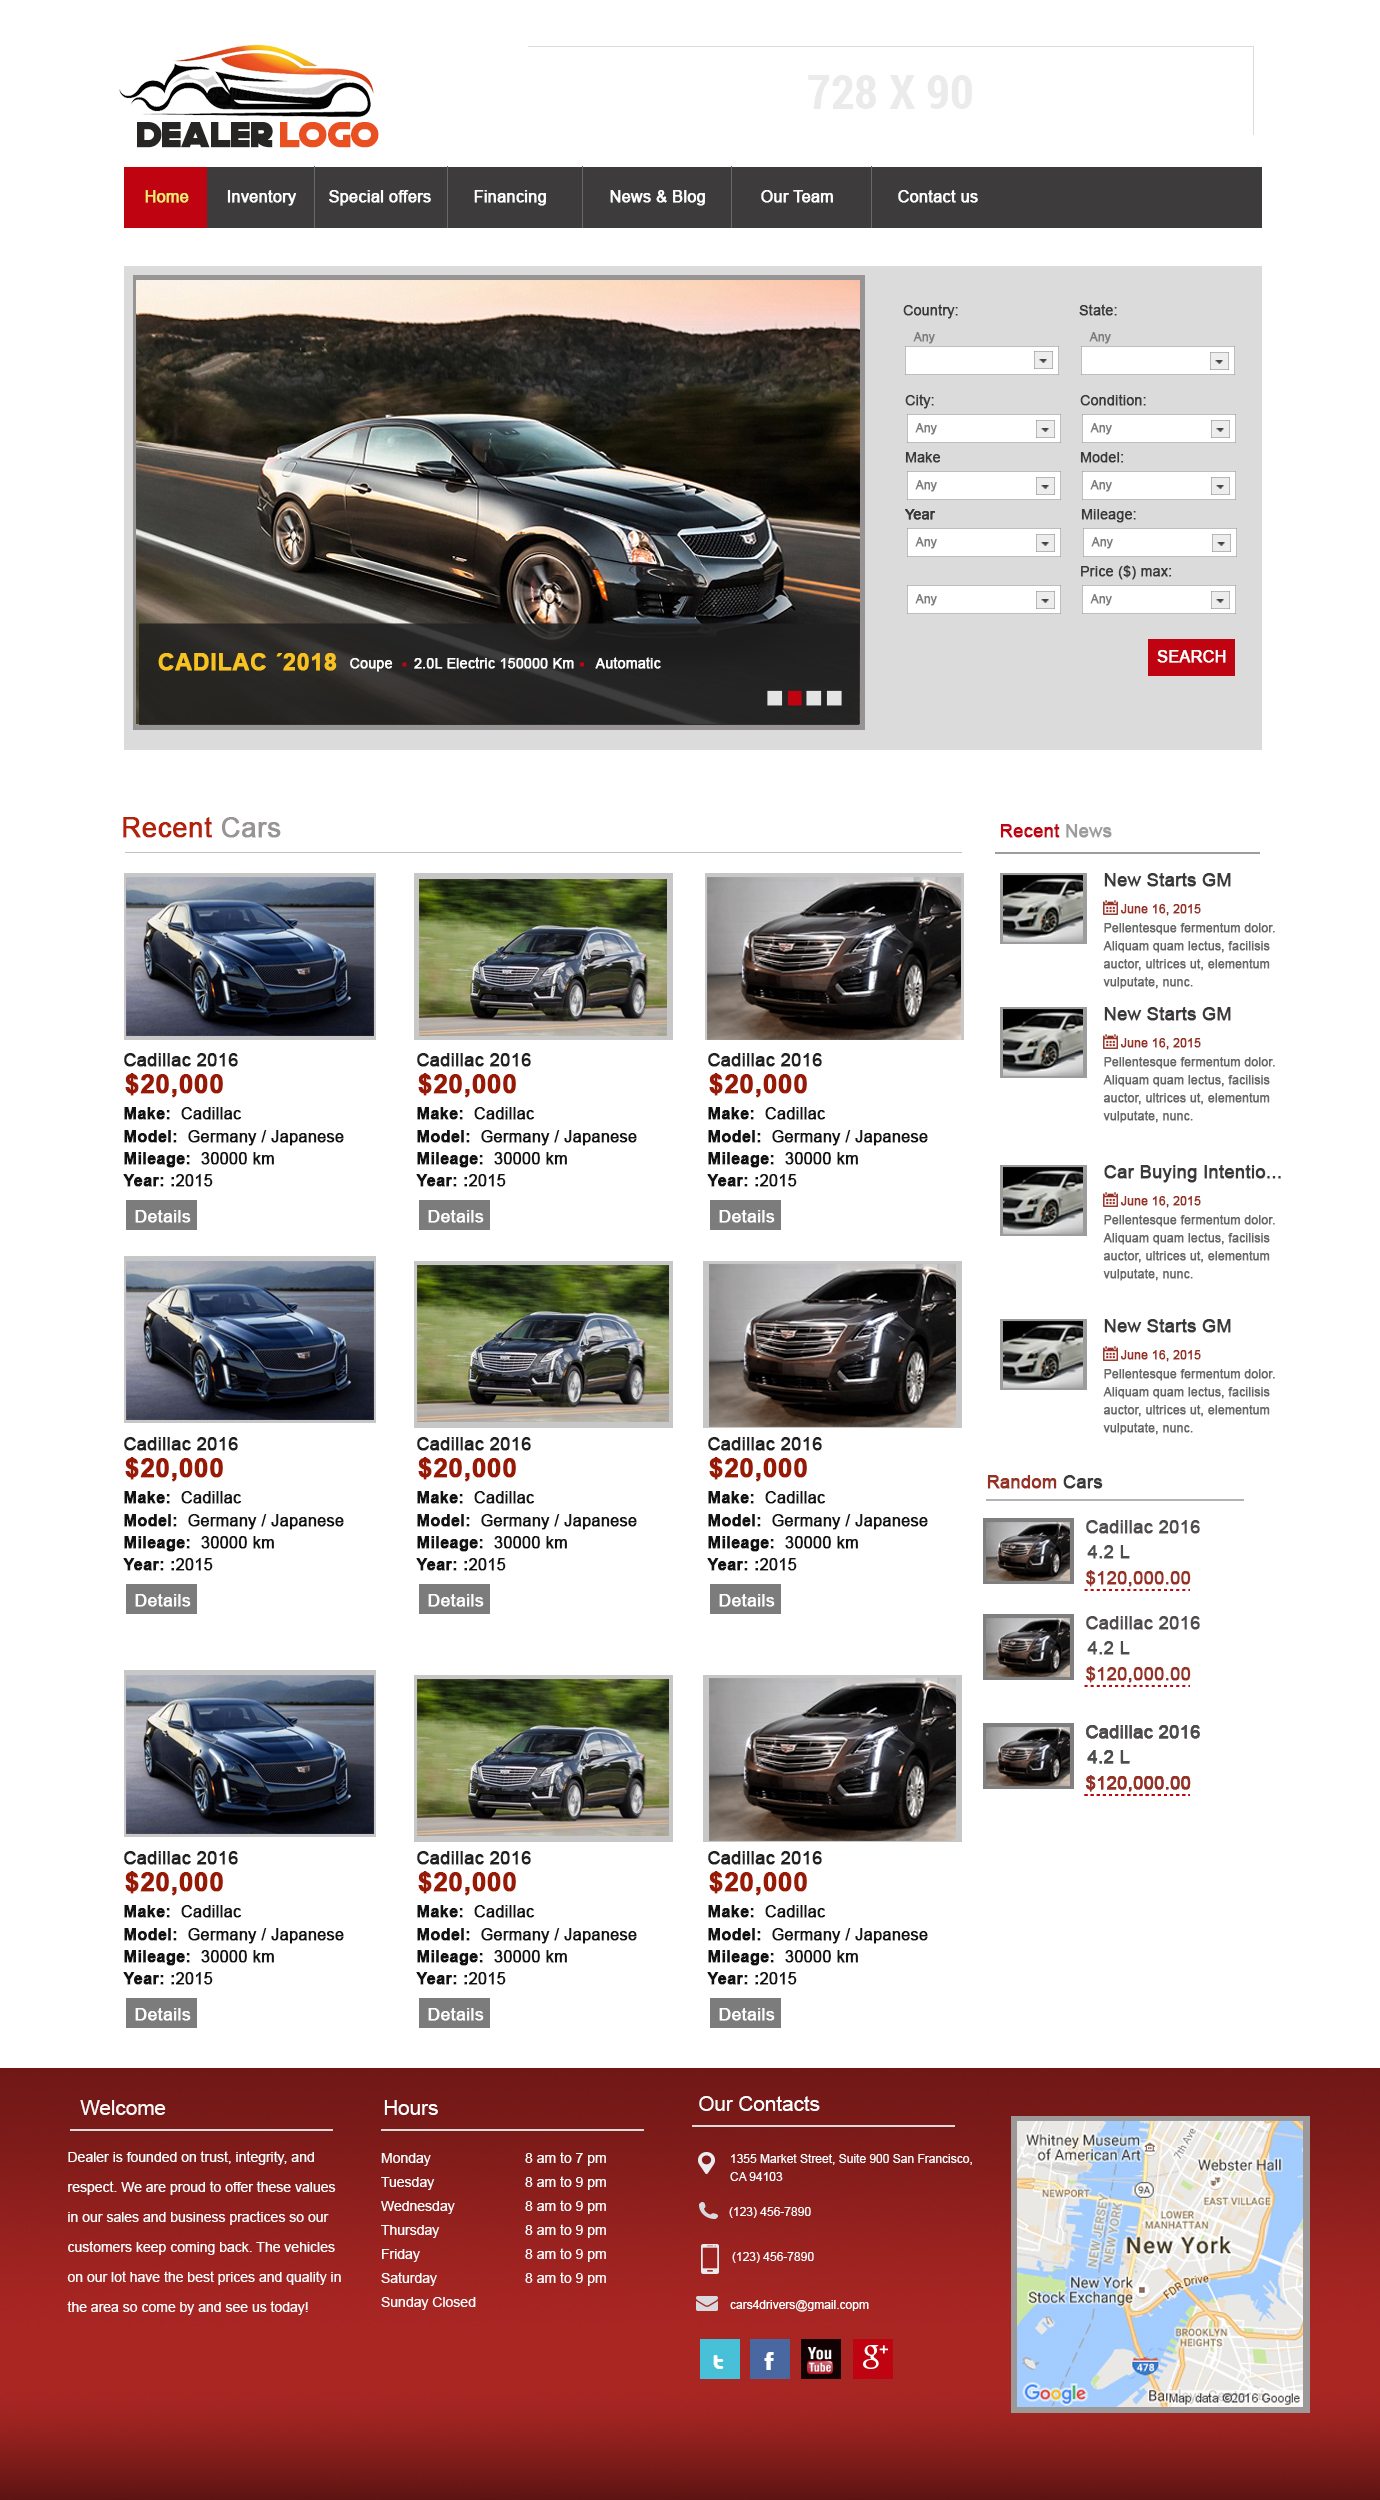 DEALER LOGO
728 X 90
Home Inventory Special offers Financing News & Blog Our Team Contact us
Country: State:
Any Any
City: Condition:
Any Any
Make Model:
Any Any
Year Mileage:
Any Any
Price ($) max:
Any Any
SEARCH
CADILAC ´2018 Coupe • 2.0L Electric 150000 Km • Automatic
Recent Cars
Cadillac 2016 Cadillac 2016 Cadillac 2016
$20,000 $20,000 $20,000
Make: Cadillac Make: Cadillac Make: Cadillac
Model: Germany / Japanese Model: Germany / Japanese Model: Germany / Japanese
Mileage: 30000 km Mileage: 30000 km Mileage: 30000 km
Year: :2015 Year: :2015 Year: :2015
Details Details Details
Cadillac 2016 Cadillac 2016 Cadillac 2016
$20,000 $20,000 $20,000
Make: Cadillac Make: Cadillac Make: Cadillac
Model: Germany / Japanese Model: Germany / Japanese Model: Germany / Japanese
Mileage: 30000 km Mileage: 30000 km Mileage: 30000 km
Year: :2015 Year: :2015 Year: :2015
Details Details Details
Cadillac 2016 Cadillac 2016 Cadillac 2016
$20,000 $20,000 $20,000
Make: Cadillac Make: Cadillac Make: Cadillac
Model: Germany / Japanese Model: Germany / Japanese Model: Germany / Japanese
Mileage: 30000 km Mileage: 30000 km Mileage: 30000 km
Year: :2015 Year: :2015 Year: :2015
Details Details Details
Recent News
New Starts GM
June 16, 2015
Pellentesque fermentum dolor.
Aliquam quam lectus, facilisis
auctor, ultrices ut, elementum
vulputate, nunc.
New Starts GM
June 16, 2015
Pellentesque fermentum dolor.
Aliquam quam lectus, facilisis
auctor, ultrices ut, elementum
vulputate, nunc.
Car Buying Intentio...
June 16, 2015
Pellentesque fermentum dolor.
Aliquam quam lectus, facilisis
auctor, ultrices ut, elementum
vulputate, nunc.
New Starts GM
June 16, 2015
Pellentesque fermentum dolor.
Aliquam quam lectus, facilisis
auctor, ultrices ut, elementum
vulputate, nunc.
Random Cars
Cadillac 2016
4.2 L
$120,000.00
Cadillac 2016
4.2 L
$120,000.00
Cadillac 2016
4.2 L
$120,000.00
Welcome
Dealer is founded on trust, integrity, and
respect. We are proud to offer these values
in our sales and business practices so our
customers keep coming back. The vehicles
on our lot have the best prices and quality in
the area so come by and see us today!
Hours
Monday 8 am to 7 pm
Tuesday 8 am to 9 pm
Wednesday 8 am to 9 pm
Thursday 8 am to 9 pm
Friday 8 am to 9 pm
Saturday 8 am to 9 pm
Sunday Closed
Our Contacts
1355 Market Street, Suite 900 San Francisco,
CA 94103
(123) 456-7890
(123) 456-7890
cars4drivers@gmail.copm
t f You Tube g+
Whitney Museum
of American Art
7th Ave
Webster Hall
NEWPORT
9A
EAST VILLAGE
NEW JERSEY
NEW YORK
LOWER
MANHATTAN
New York
New York
Stock Exchange
FDR Drive
BROOKLYN
HEIGHTS
478
Google
Map data ©2016 Google